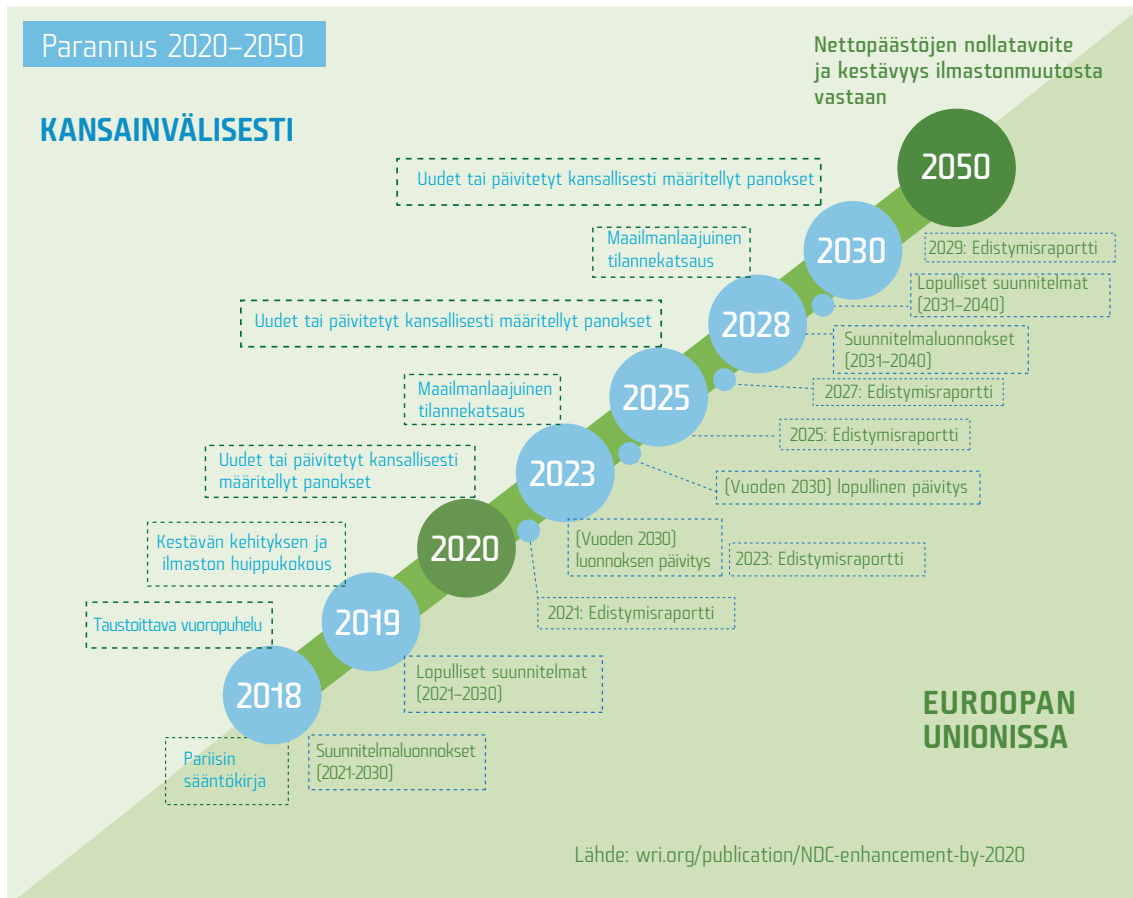 Parannus 2020–2050
KANSAINVÄLISESTI
Nettopäästöjen nollatavoite
ja kestävyys ilmastonmuutosta
vastaan
2050
Uudet tai päivitetyt kansallisesti määritellyt panokset
2030
2029: Edistymisraportti
Maailmanlaajuinen
tilannekatsaus
Lopulliset suunnitelmat
(2031–2040)
2028
Uudet tai päivitetyt kansallisesti määritellyt panokset
Suunnitelmaluonnokset
(2031–2040)
2027: Edistymisraportti
Maailmanlaajuinen
tilannekatsaus
2025
2025: Edistymisraportti
Uudet tai päivitetyt kansallisesti
määritellyt panokset
2023
(Vuoden 2030) lopullinen päivitys
Kestävän kehityksen ja
ilmaston huippukokous
2020
(Vuoden 2030)
luonnoksen päivitys
2023: Edistymisraportti
2021: Edistymisraportti
Taustoittava vuoropuhelu
2019
Lopulliset suunnitelmat
(2021–2030)
2018
Pariisin
sääntökirja
Suunnitelmaluonnokset
(2021-2030)
EUROOPAN
UNIONISSA
Lähde: wri.org/publication/NDC-enhancement-by-2020